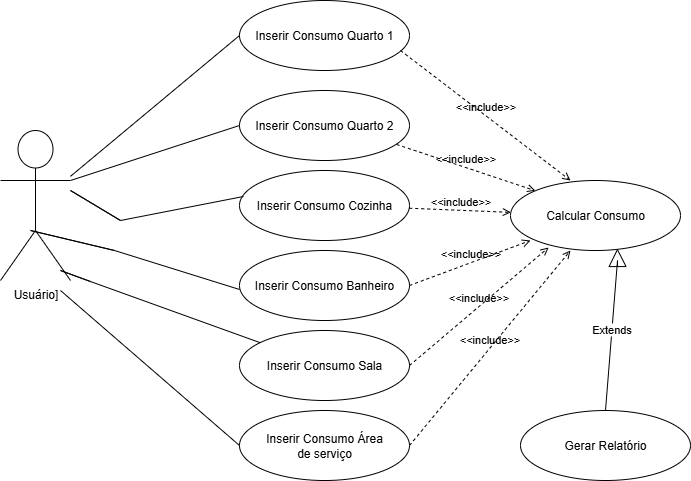 Inserir Consumo Quarto 1
<<include>>
Inserir Consumo Quarto 2
<<include>>
Inserir Consumo Cozinha
<<include>>
Calcular Consumo
<<include>>
Inserir Consumo Banheiro
Usuário]
<<include>>
Extends
<<include>>
Inserir Consumo Sala
Inserir Consumo Área
de serviço
Gerar Relatório